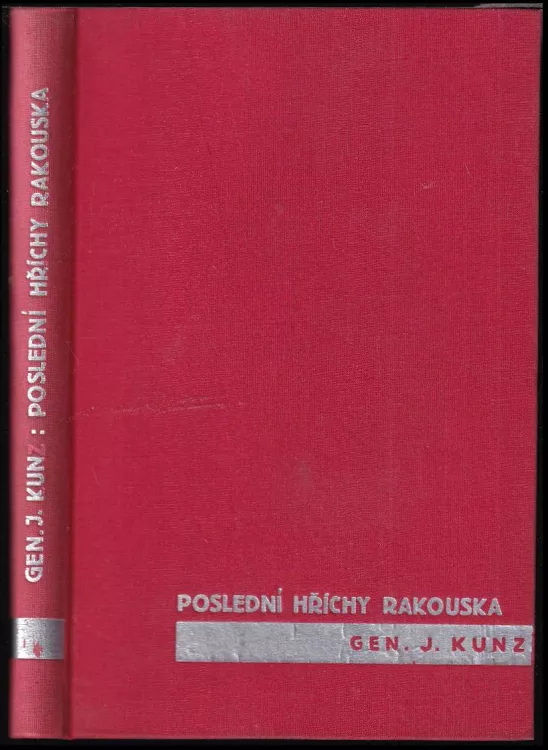 GEN. J. KUNZ : POSLEDNÍ HŘÍCHY RAKOUSKA
POSLEDNÍ HŘÍCHY RAKOUSKA
GEN. J. KUNZ